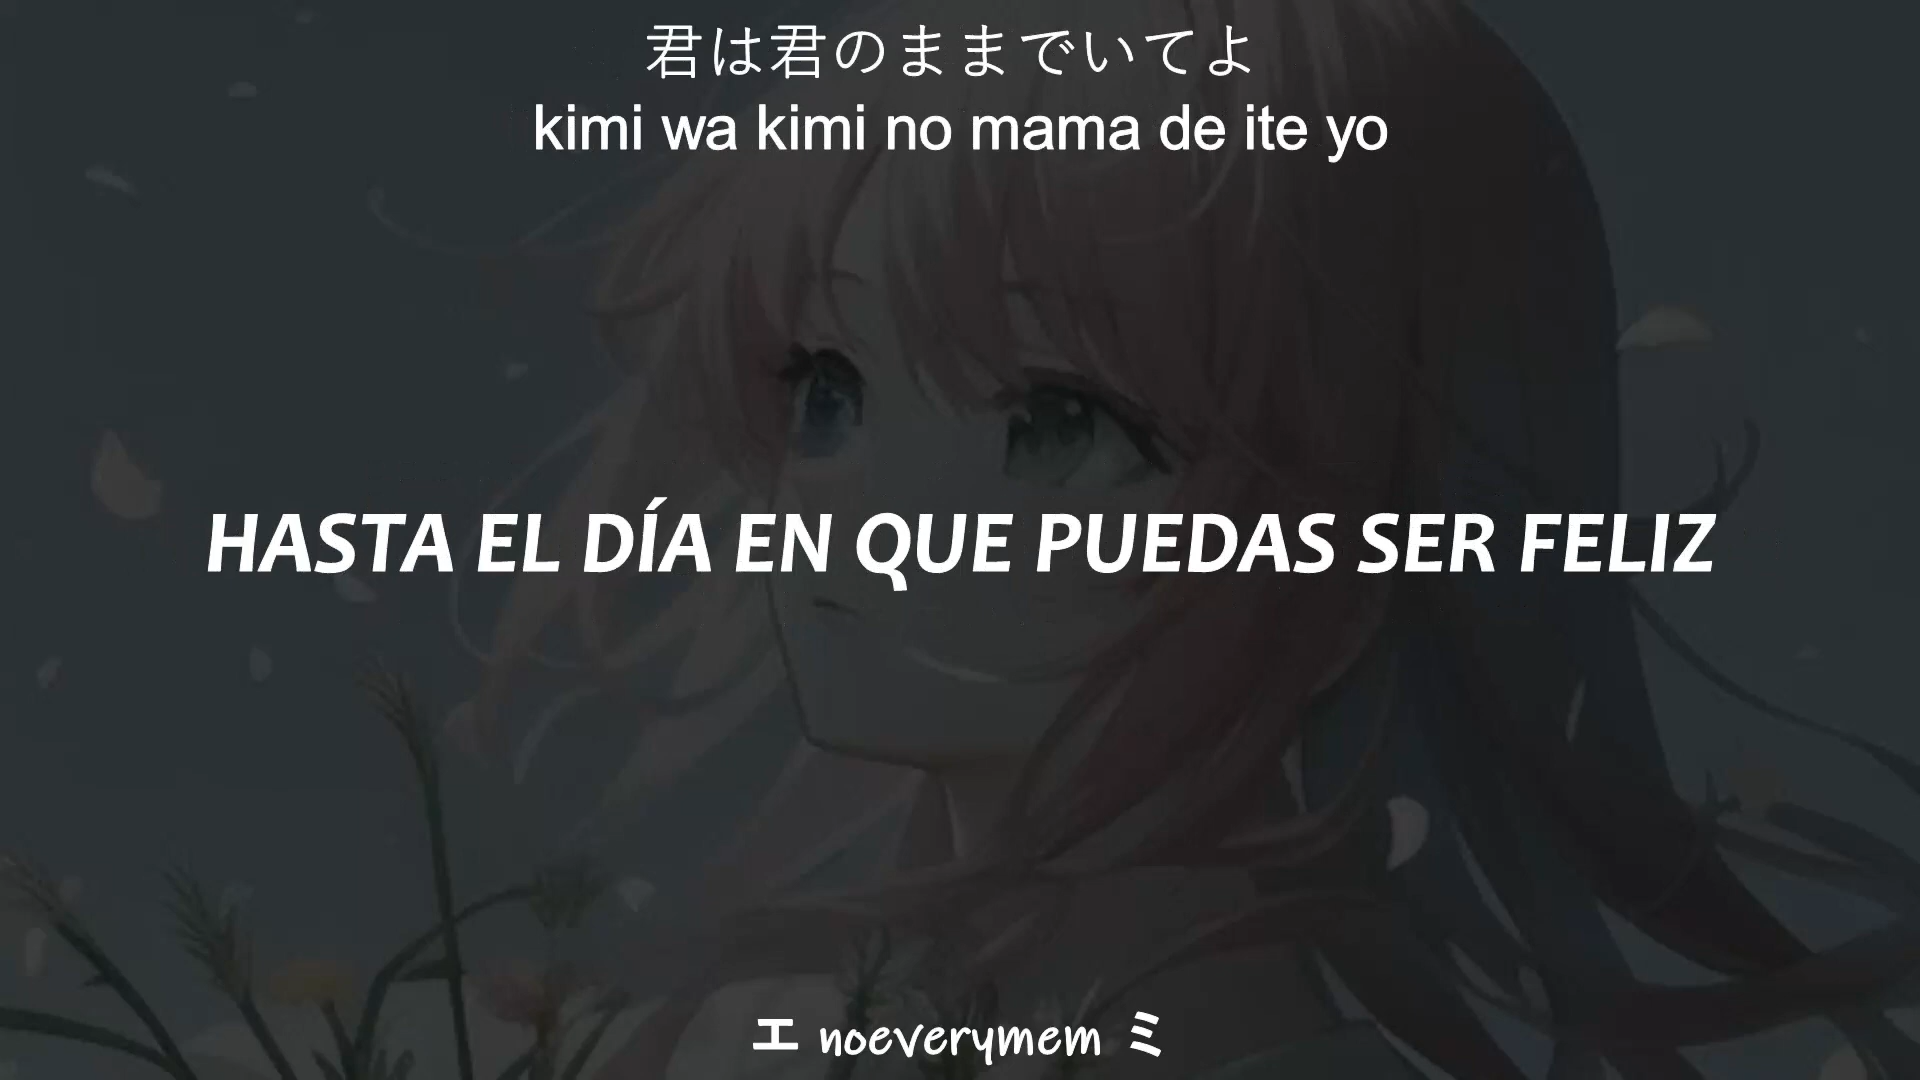 君は君のままでいてよ
kimi wa kimi no mama de ite yo
HASTA EL DÍA EN QUE PUEDAS SER FELIZ
エ noeverymem ミ